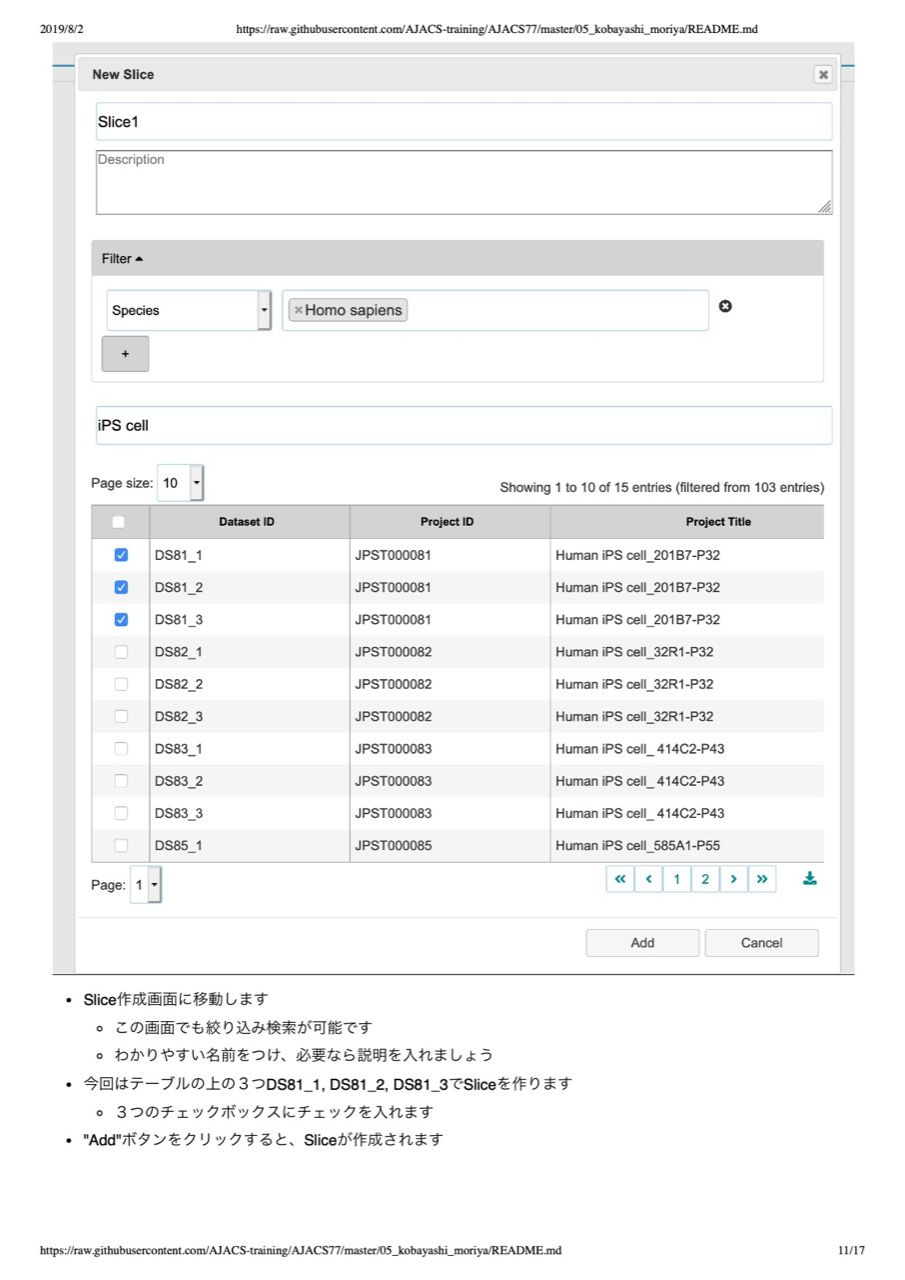 2019/8/2 https://raw.githubusercontent.com/AJACS-training/AJACS77/master/05_kobayashi_moriya/README.md
New Slice
Slice1
Description
Filter
Species Homo sapiens
+
iPS cell
Page size: 10 Showing 1 to 10 of 15 entries (filtered from 103 entries)
Dataset ID Project ID Project Title
DS81_1 JPST000081 Human iPS cell_201B7-P32
DS81_2 JPST000081 Human iPS cell_201B7-P32
DS81_3 JPST000081 Human iPS cell_201B7-P32
DS82_1 JPST000082 Human iPS cell_32R1-P32
DS82_2 JPST000082 Human iPS cell_32R1-P32
DS82_3 JPST000082 Human iPS cell_32R1-P32
DS83_1 JPST000083 Human iPS cell_ 414C2-P43
DS83_2 JPST000083 Human iPS cell_ 414C2-P43
DS83_3 JPST000083 Human iPS cell_ 414C2-P43
DS85_1 JPST000085 Human iPS cell_585A1-P55
Page: 1 « ‹ 1 2 › »
Add Cancel
• Slice作成画面に移動します
◦ この画面でも絞り込み検索が可能です
◦ わかりやすい名前をつけ、必要なら説明を入れましょう
• 今回はテーブルの上の３つDS81_1, DS81_2, DS81_3でSliceを作ります
◦ ３つのチェックボックスにチェックを入れます
• "Add"ボタンをクリックすると、Sliceが作成されます
https://raw.githubusercontent.com/AJACS-training/AJACS77/master/05_kobayashi_moriya/README.md 11/17